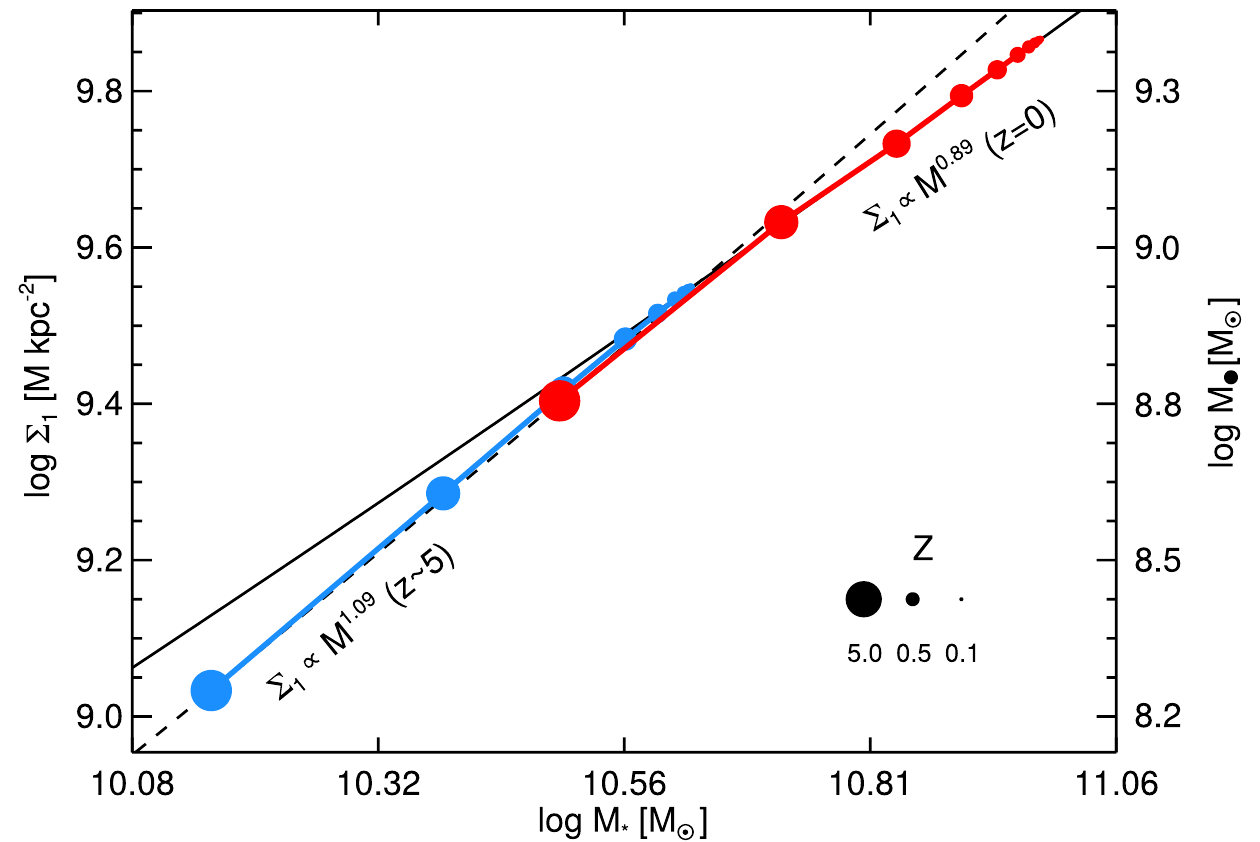 9.8
9.6
9.4
9.2
9.0
log Σ₁ [M kpc⁻²]
10.08 10.32 10.56 10.81 11.06
log M* [M⊙]
9.3
9.0
8.8
8.5
8.2
log M●[M⊙]
Σ₁ ∝ M^0.89 (z=0)
Σ₁ ∝ M^1.09 (z~5)
Z
5.0 0.5 0.1